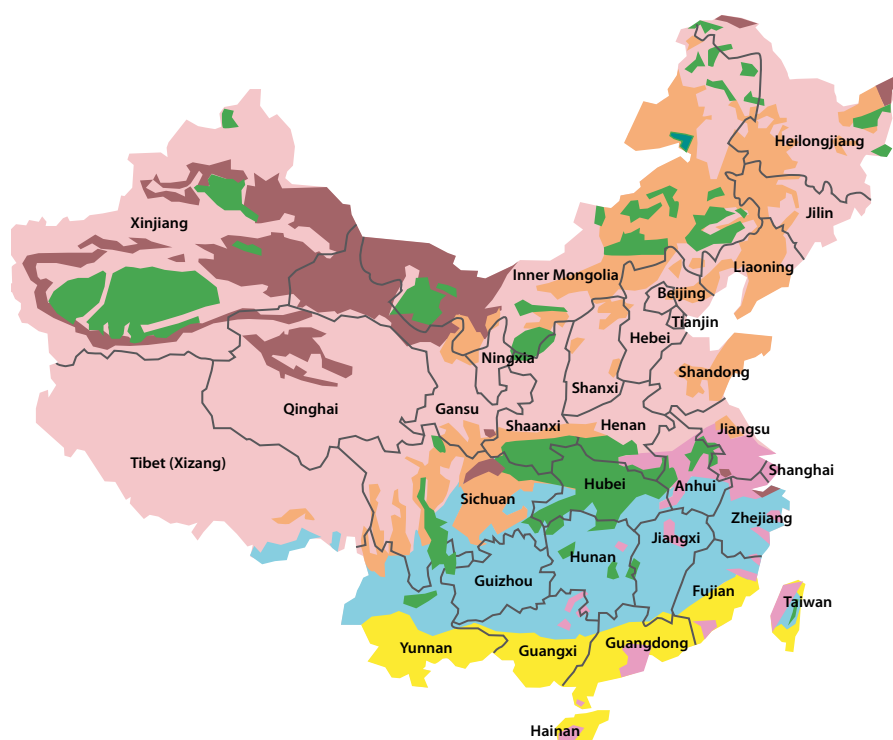 Heilongjiang
Jilin
Xinjiang
Inner Mongolia
Liaoning
Beijing
Tianjin
Hebei
Ningxia
Shandong
Shanxi
Qinghai
Gansu
Shaanxi
Henan
Jiangsu
Tibet (Xizang)
Shanghai
Hubei
Anhui
Sichuan
Zhejiang
Jiangxi
Hunan
Guizhou
Fujian
Taiwan
Guangdong
Yunnan
Guangxi
Hainan